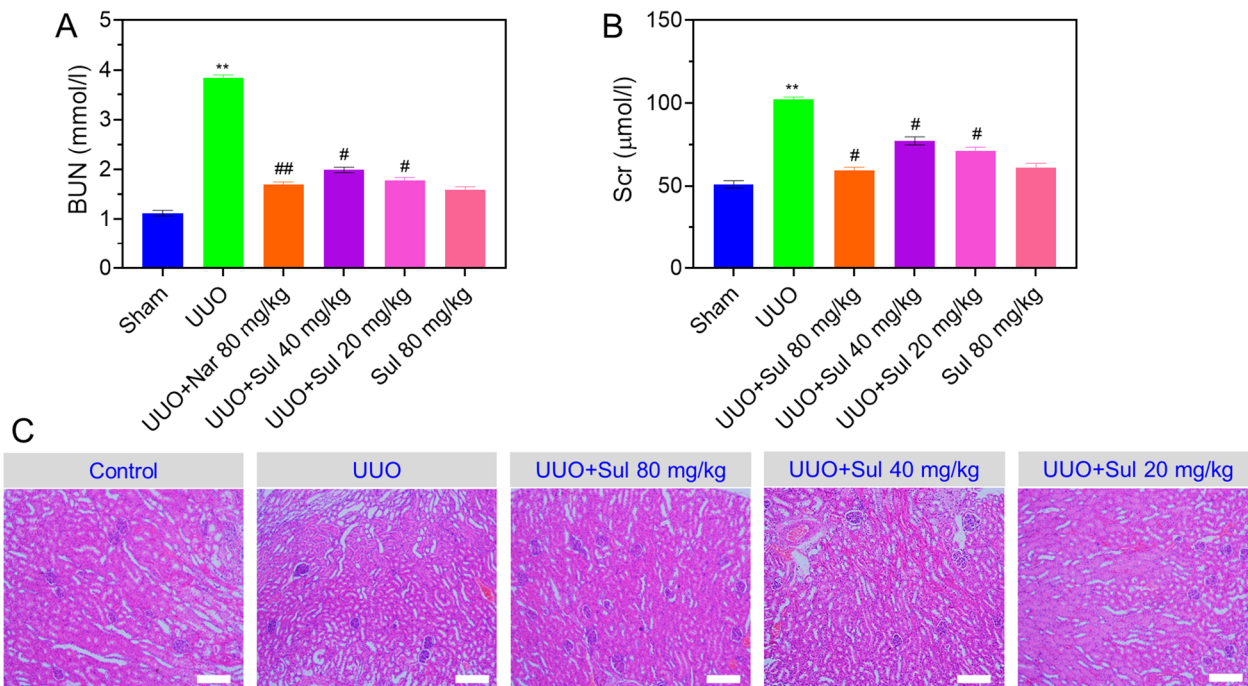 A
BUN (mmol/l)
5
4
3
2
1
0
**
##
#
#
Sham
UUO
UUO+Nar 80 mg/kg
UUO+Sul 40 mg/kg
UUO+Sul 20 mg/kg
Sul 80 mg/kg
B
Scr (μmol/l)
150
100
50
0
**
#
#
#
Sham
UUO
UUO+Sul 80 mg/kg
UUO+Sul 40 mg/kg
UUO+Sul 20 mg/kg
Sul 80 mg/kg
C
Control
UUO
UUO+Sul 80 mg/kg
UUO+Sul 40 mg/kg
UUO+Sul 20 mg/kg